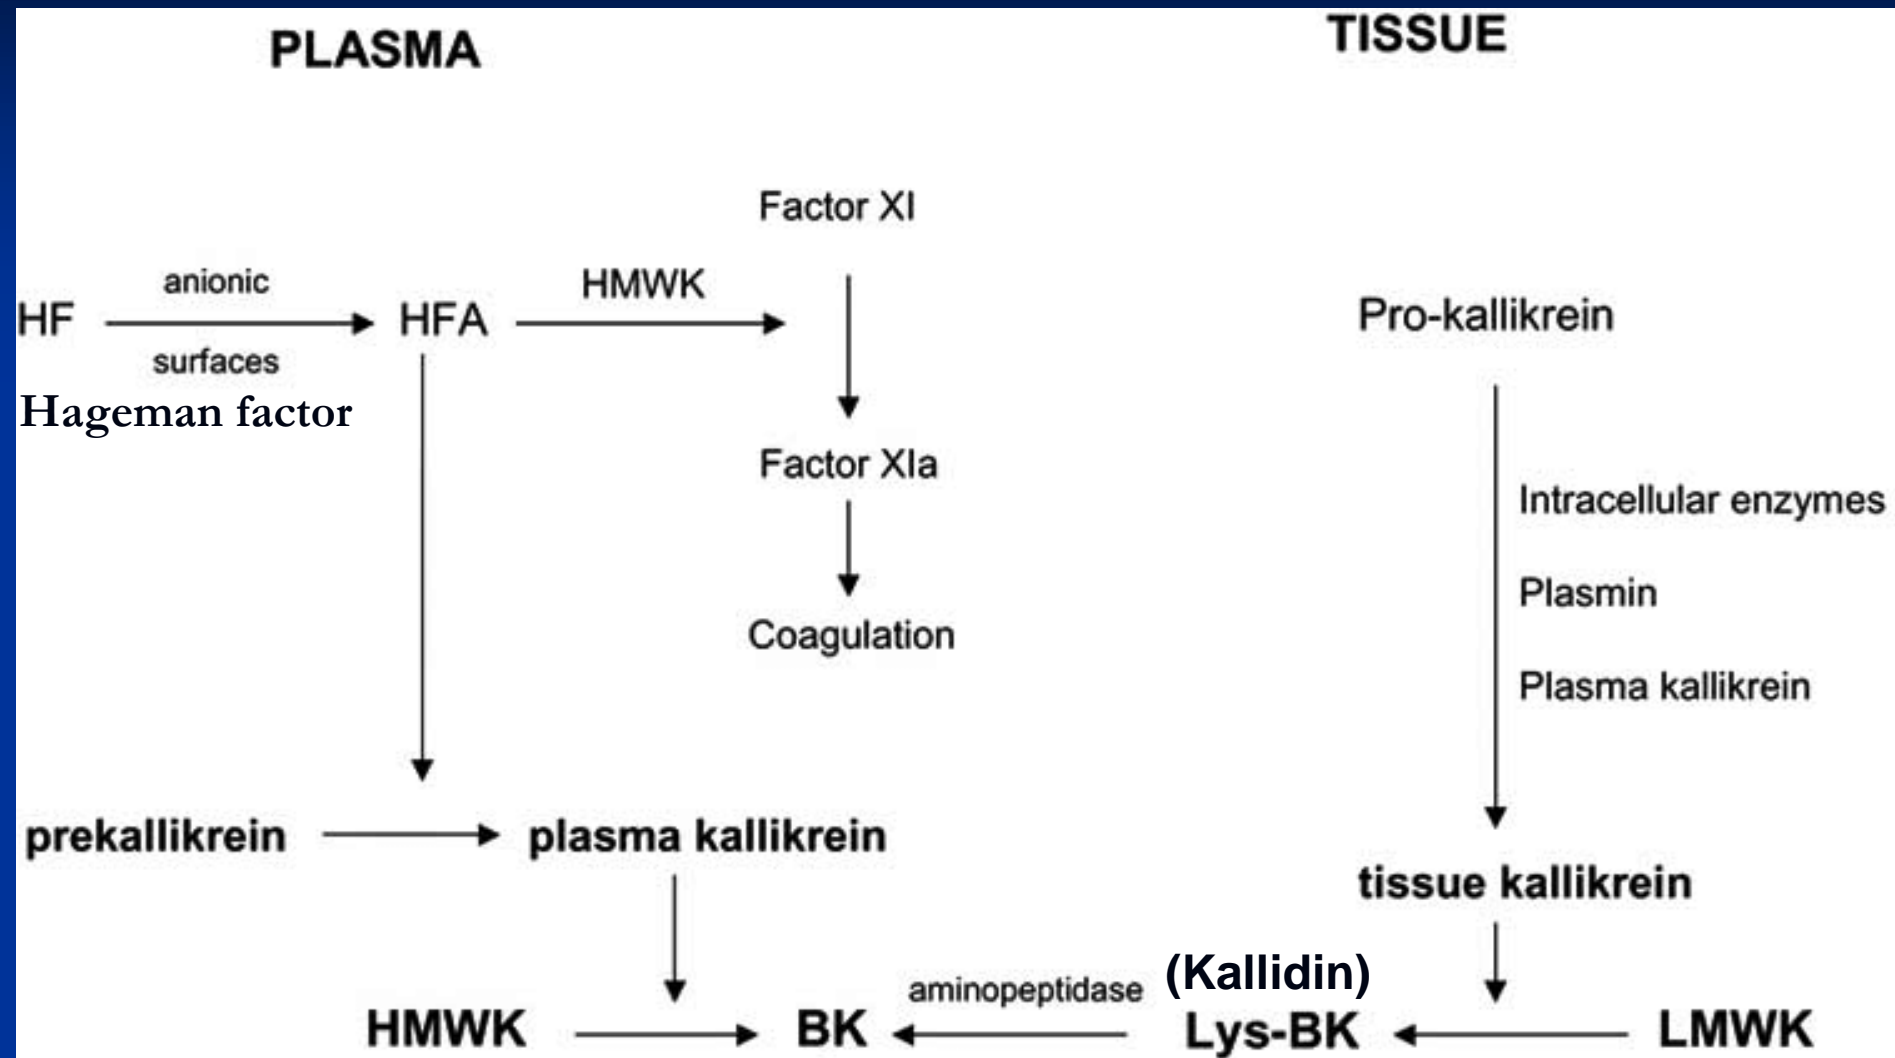 PLASMA
TISSUE
Factor XI
anionic
HMWK
HF
HFA
Pro-kallikrein
surfaces
Hageman factor
Factor XIa
Intracellular enzymes
Plasmin
Coagulation
Plasma kallikrein
prekallikrein
plasma kallikrein
tissue kallikrein
aminopeptidase
(Kallidin)
HMWK
BK
Lys-BK
LMWK